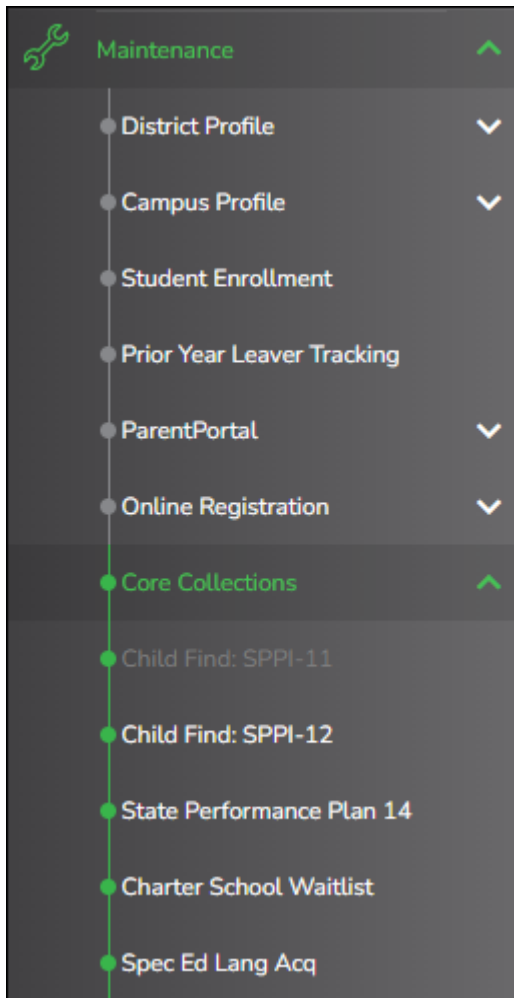 Maintenance
District Profile
Campus Profile
Student Enrollment
Prior Year Leaver Tracking
ParentPortal
Online Registration
Core Collections
Child Find: SPPI-11
Child Find: SPPI-12
State Performance Plan 14
Charter School Waitlist
Spec Ed Lang Acq